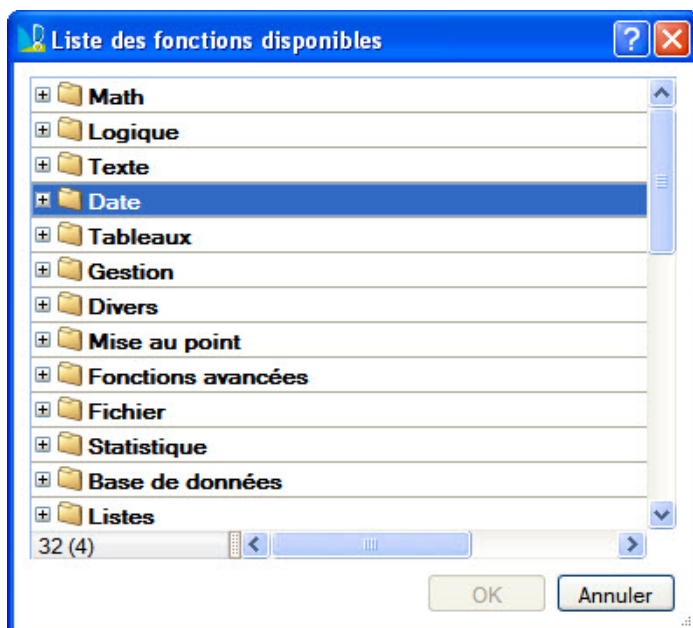 Liste des fonctions disponibles
Math
Logique
Texte
Date
Tableaux
Gestion
Divers
Mise au point
Fonctions avancées
Fichier
Statistique
Base de données
Listes
32 (4)
OK Annuler